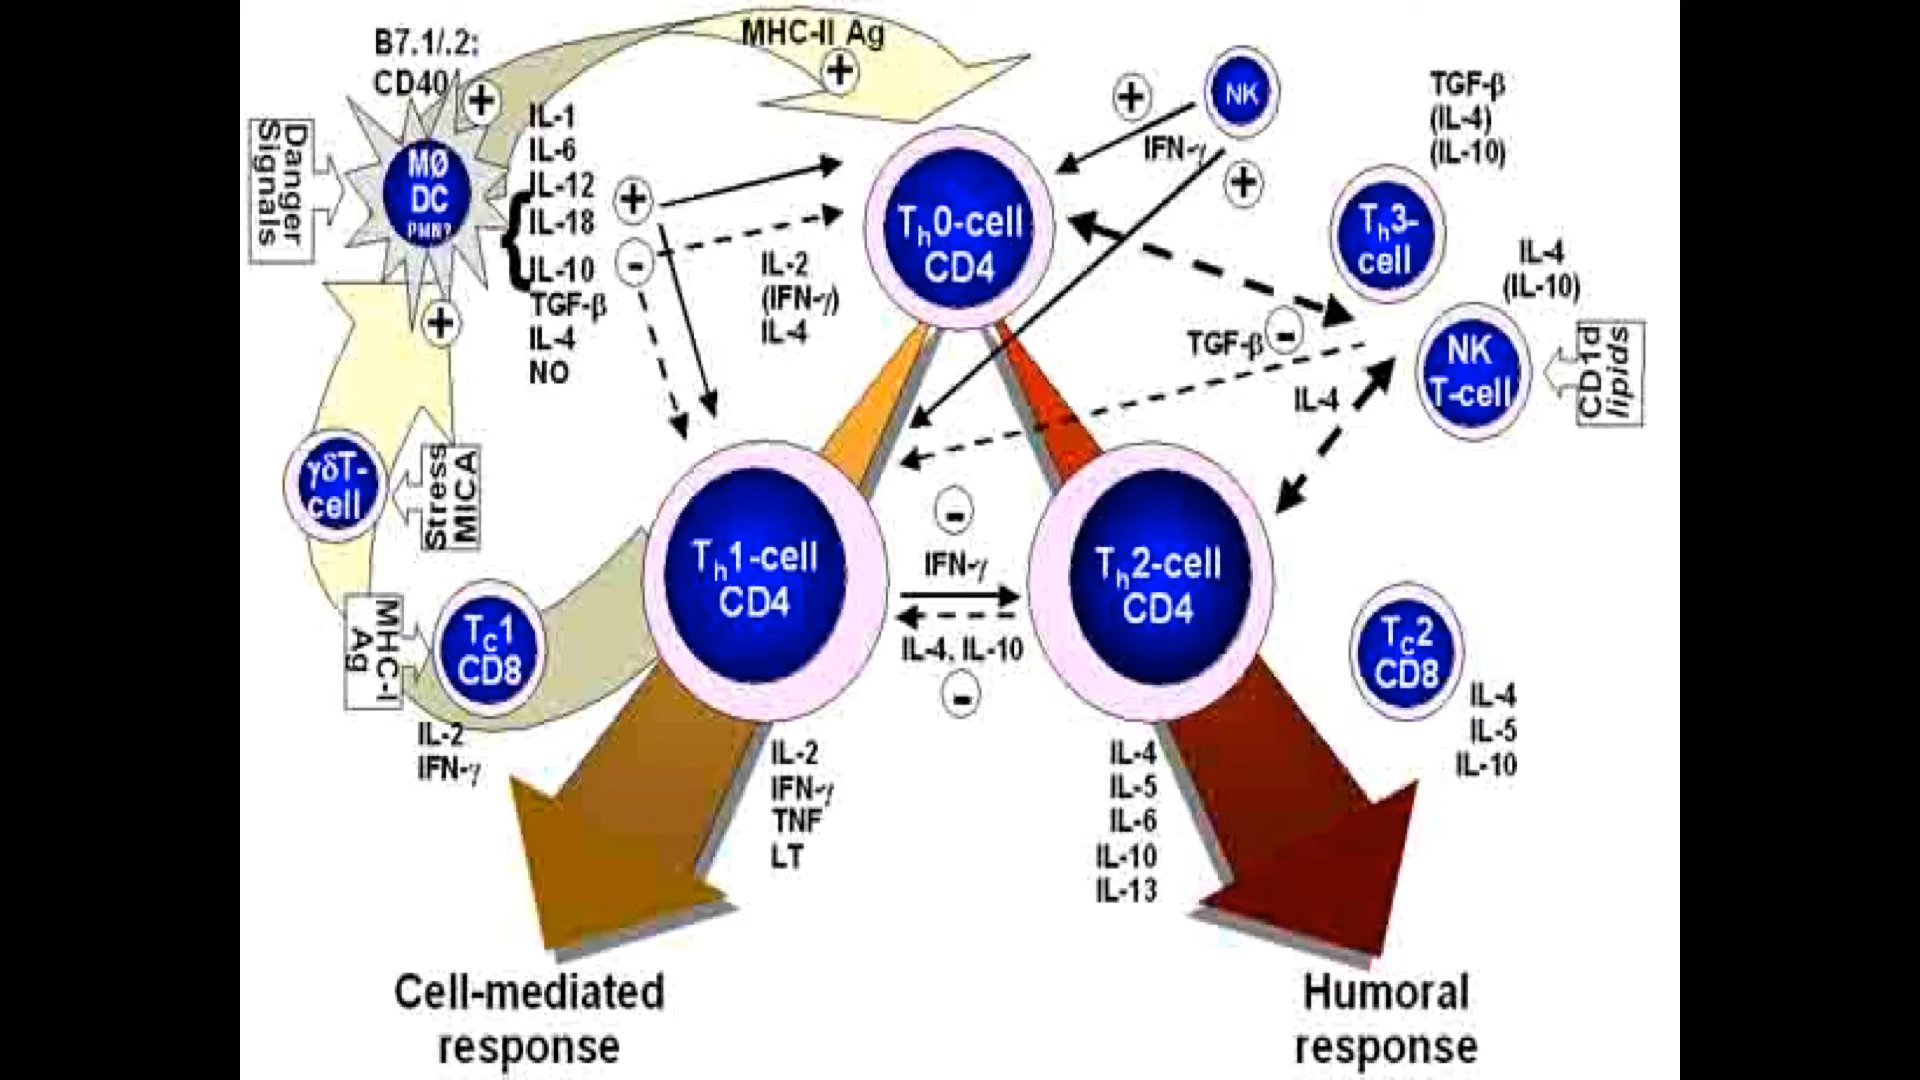 B7.1/.2:
CD40
MHC-II Ag
+
+
Danger
Signals
MØ
DC
PMN?
IL-1
IL-6
IL-12
IL-18
IL-10
TGF-β
IL-4
NO
+
-
IL-2
(IFN-γ)
IL-4
Th0-cell
CD4
+
IFN-γ
NK
+
TGF-β
(IL-4)
(IL-10)
Th3-
cell
IL-4
(IL-10)
TGF-β
-
NK
T-cell
CD1d
lipids
IL-4
+
γδT-
cell
Stress
MICA
MHC-I
Ag
Tc1
CD8
IL-2
IFN-γ
Th1-cell
CD4
-
IFN-γ
IL-4, IL-10
-
Th2-cell
CD4
Tc2
CD8
IL-4
IL-5
IL-10
IL-2
IFN-γ
TNF
LT
IL-4
IL-5
IL-6
IL-10
IL-13
Cell-mediated
response
Humoral
response